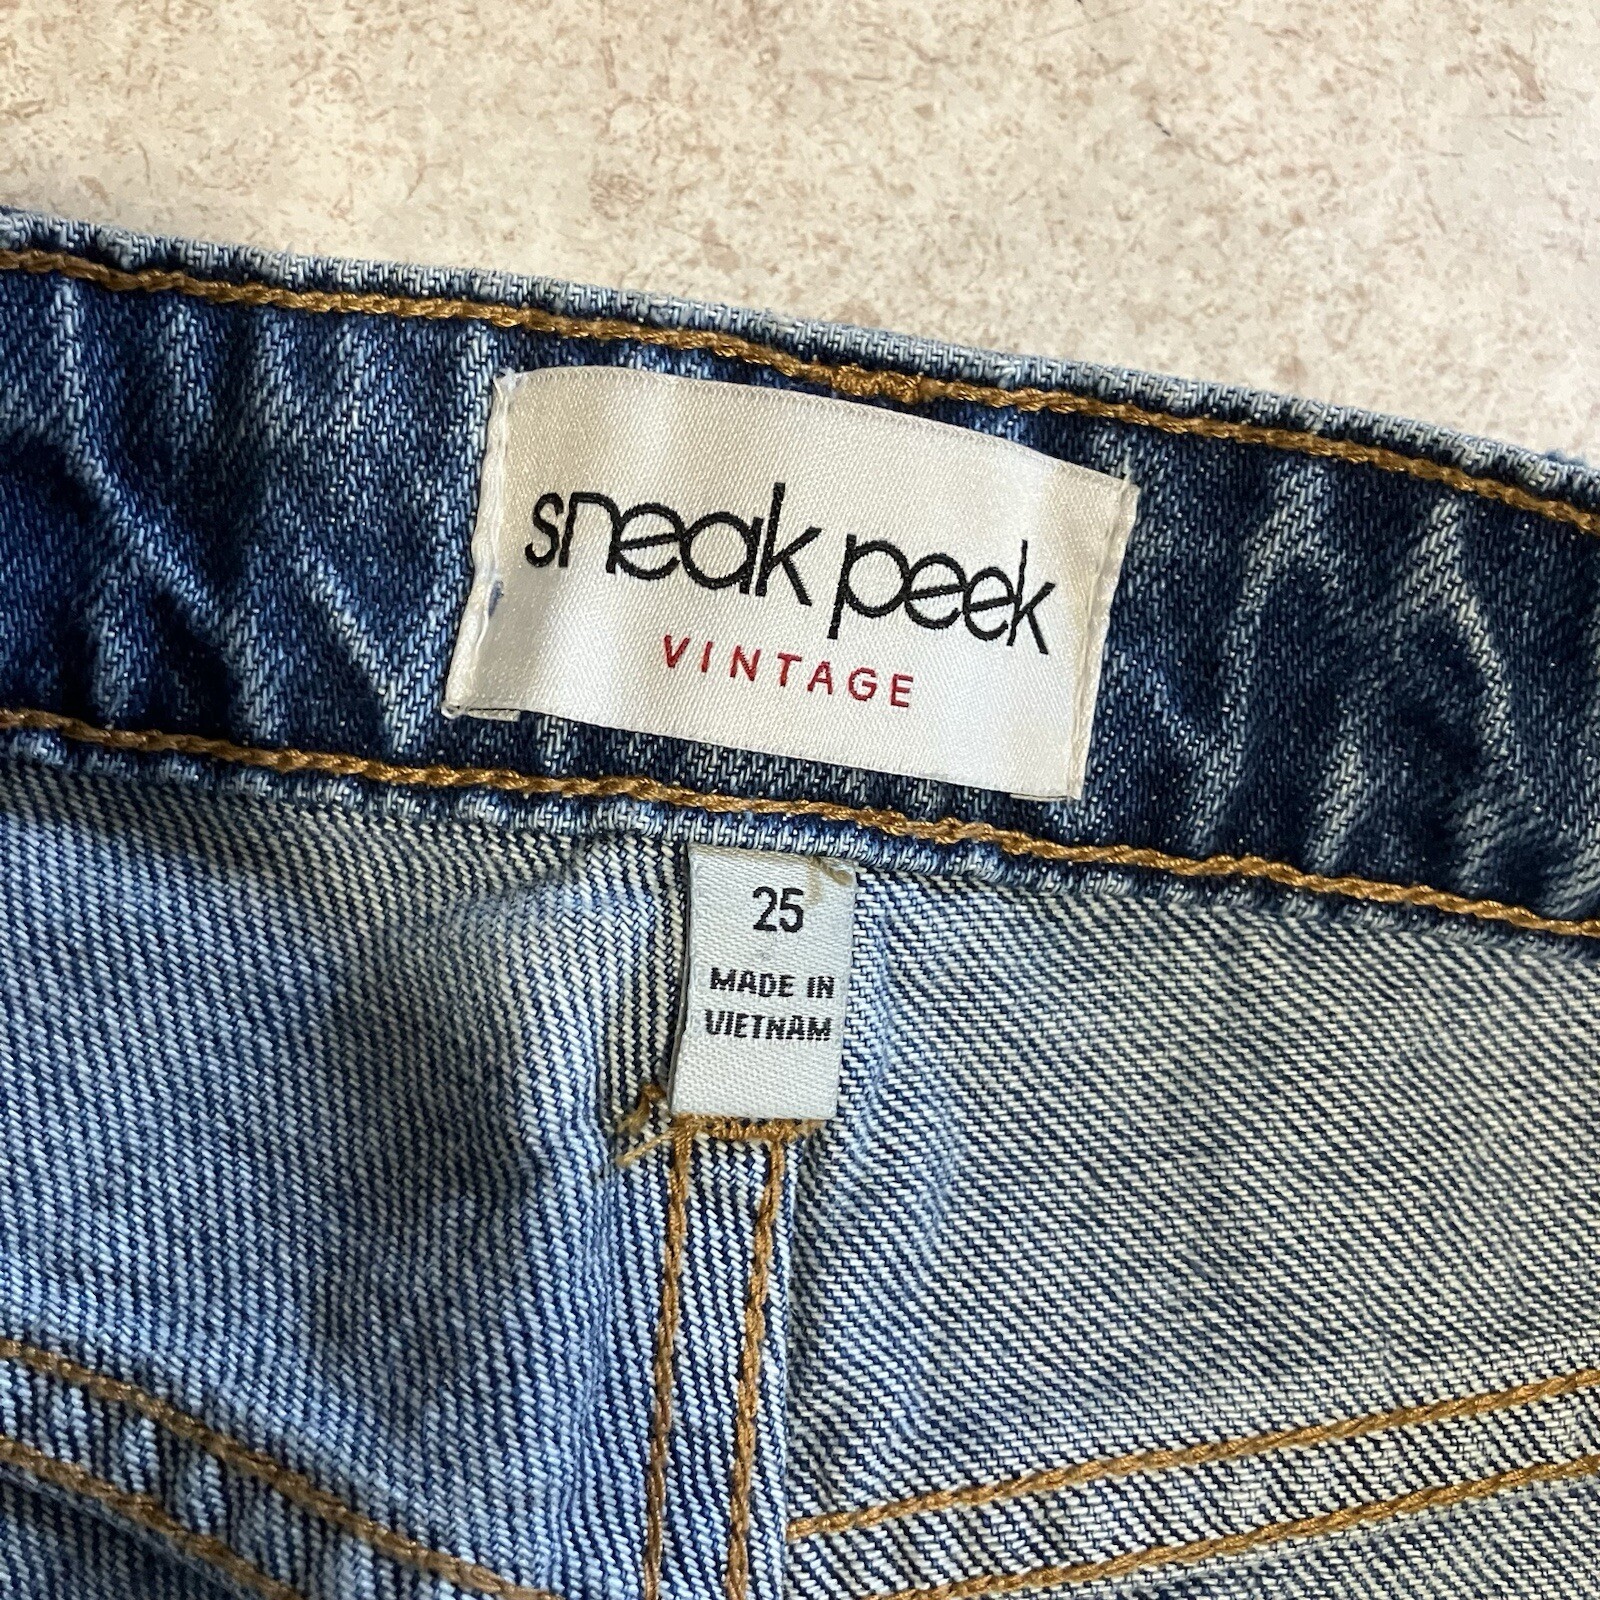 sneak peek
VINTAGE
25
MADE IN
VIETNAM